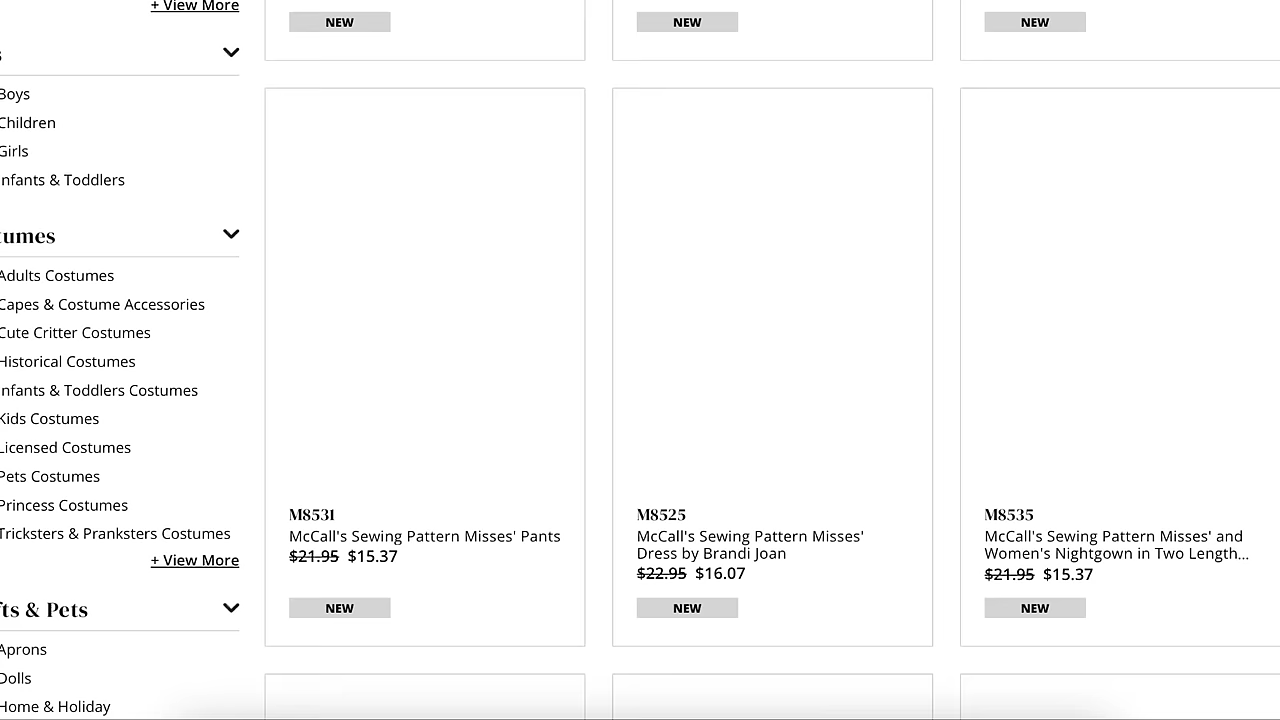 + View More
s
Boys
Children
Girls
nfants & Toddlers
tumes
Adults Costumes
Capes & Costume Accessories
Cute Critter Costumes
Historical Costumes
nfants & Toddlers Costumes
Kids Costumes
Licensed Costumes
Pets Costumes
Princess Costumes
Tricksters & Pranksters Costumes
+ View More
fts & Pets
Aprons
Dolls
Home & Holiday
NEW
NEW
NEW
M8531
McCall's Sewing Pattern Misses' Pants
$21.95 $15.37
NEW
M8525
McCall's Sewing Pattern Misses'
Dress by Brandi Joan
$22.95 $16.07
NEW
M8535
McCall's Sewing Pattern Misses' and
Women's Nightgown in Two Length...
$21.95 $15.37
NEW